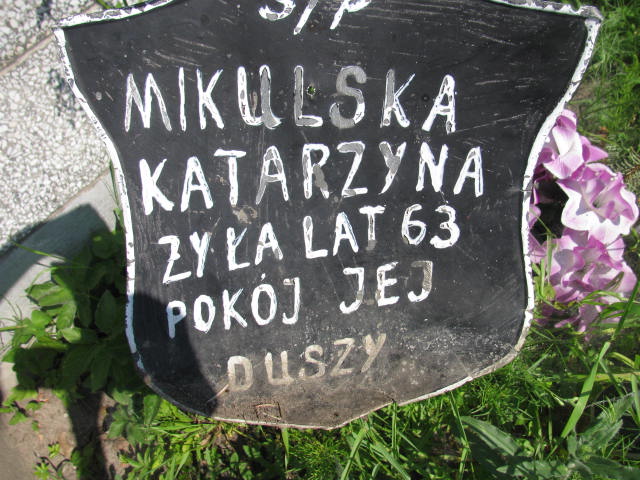 Ś/P
MIKULSKA
KATARZYNA
ŻYŁA LAT 63
POKÓJ JEJ
DUSZY